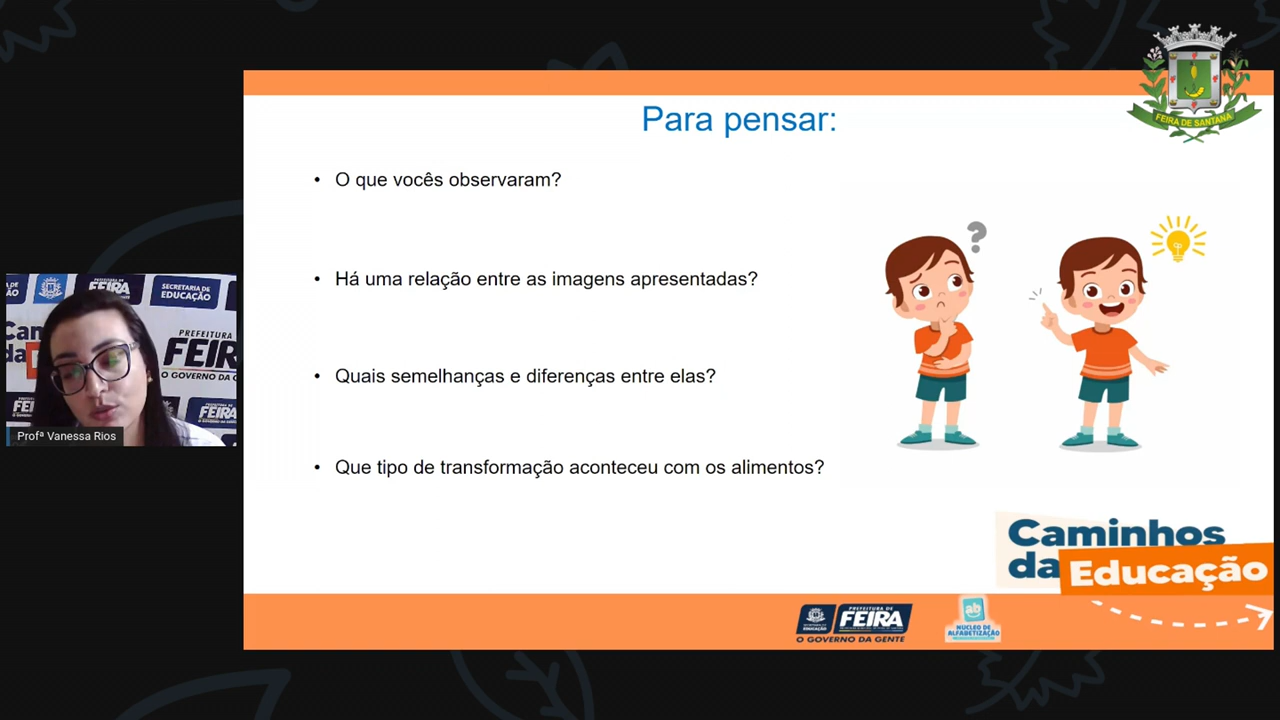 FEIRA DE SANTANA
Para pensar:
• O que vocês observaram?
• Há uma relação entre as imagens apresentadas?
• Quais semelhanças e diferenças entre elas?
• Que tipo de transformação aconteceu com os alimentos?
?
SECRETARIA DE
EDUCAÇÃO
PREFEITURA
FEIR
O GOVERNO DA
FEIRA
Profª Vanessa Rios
Caminhos
da Educação
PREFEITURA DE
FEIRA
O GOVERNO DA GENTE
ab
NÚCLEO DE
ALFABETIZAÇÃO